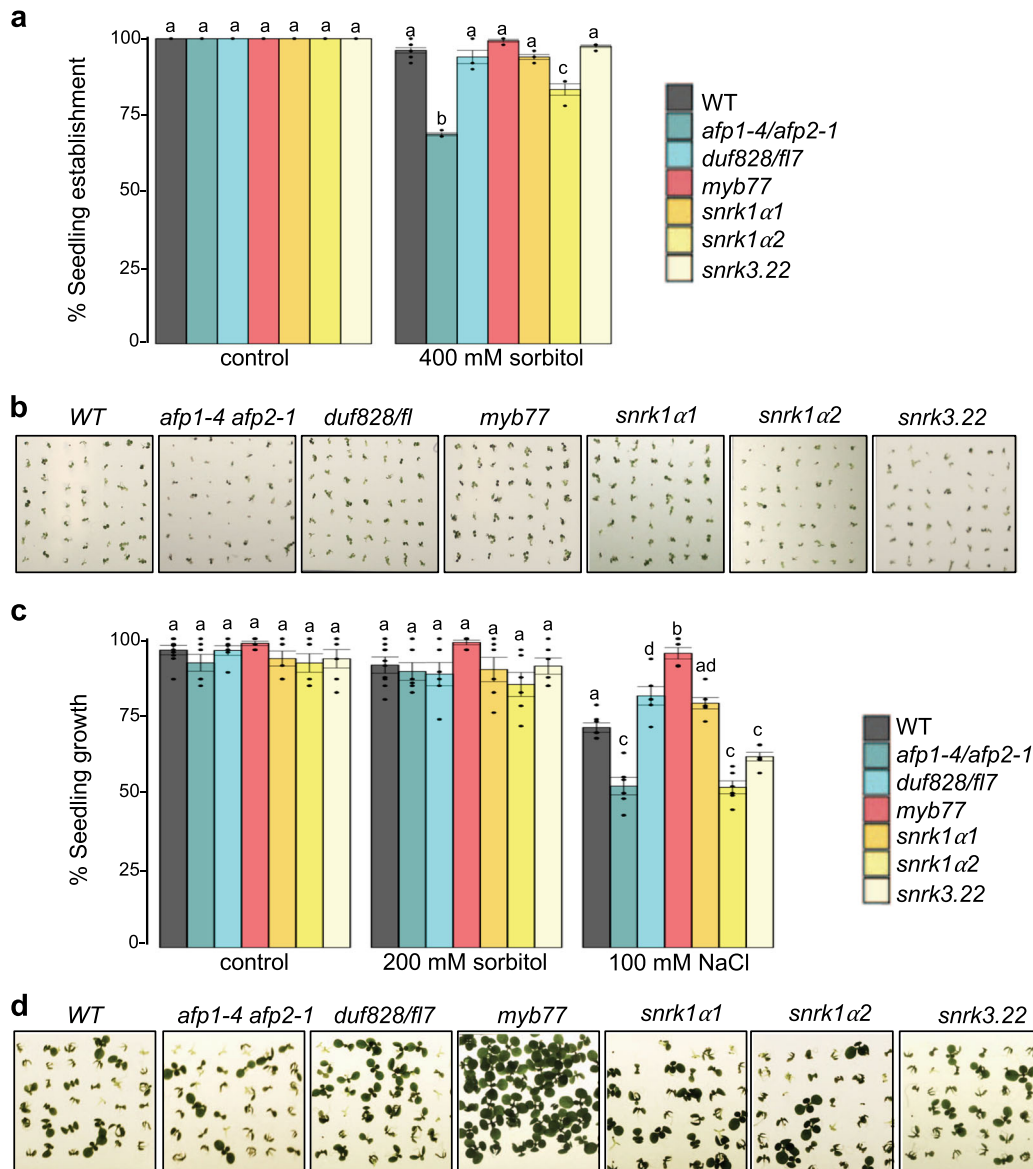 a
% Seedling establishment
100
75
50
25
0
a a a a a a a
a b a a a c a
control
400 mM sorbitol
WT
afp1-4/afp2-1
duf828/fl7
myb77
snrk1α1
snrk1α2
snrk3.22
b
WT afp1-4 afp2-1 duf828/fl myb77 snrk1α1 snrk1α2 snrk3.22
c
% Seedling growth
100
75
50
25
0
a a a a a a a
a a a a a a a
a c d b ad c c
control
200 mM sorbitol
100 mM NaCl
WT
afp1-4/afp2-1
duf828/fl7
myb77
snrk1α1
snrk1α2
snrk3.22
d
WT afp1-4 afp2-1 duf828/fl7 myb77 snrk1α1 snrk1α2 snrk3.22